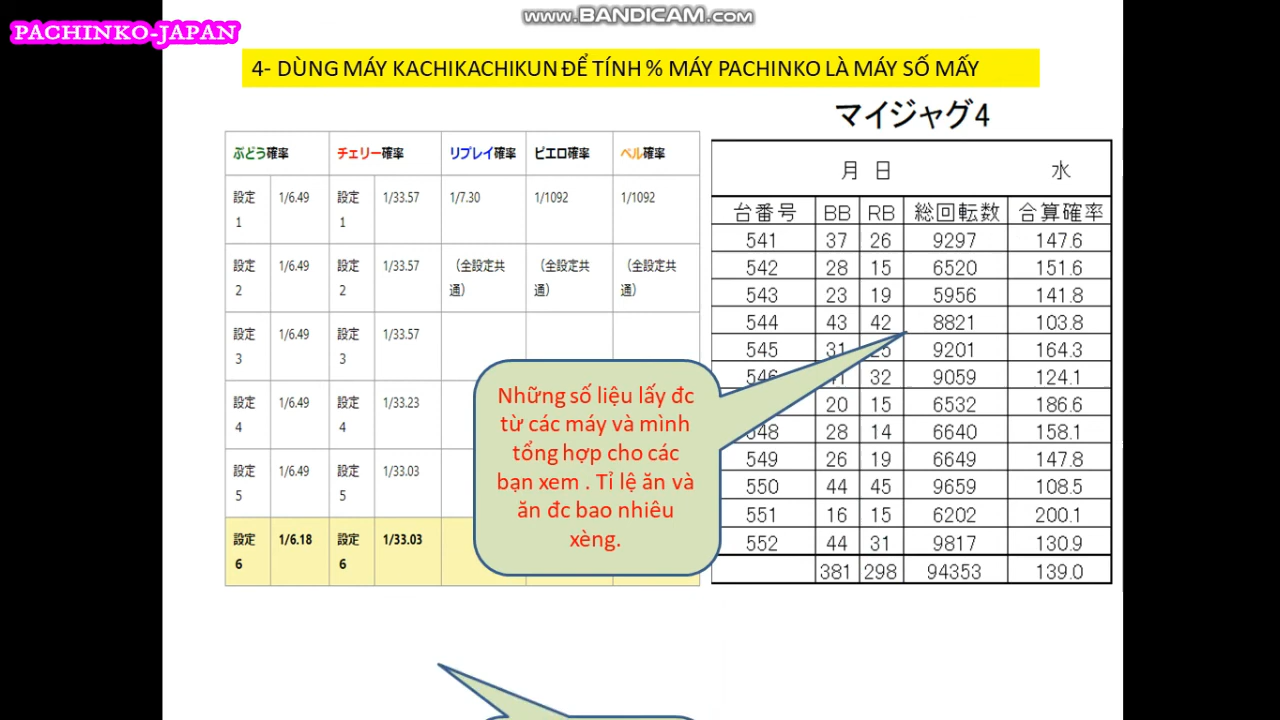 www.BANDICAM.com
PACHINKO-JAPAN
4- DÙNG MÁY KACHIKACHIKUN ĐỂ TÍNH % MÁY PACHINKO LÀ MÁY SỐ MẤY
ぶどう確率 チェリー確率 リプレイ確率 ピエロ確率 ベル確率
設定1 1/6.49 設定1 1/33.57 1/7.30 1/1092 1/1092
設定2 1/6.49 設定2 1/33.57 （全設定共通） （全設定共通） （全設定共通）
設定3 1/6.49 設定3 1/33.57
設定4 1/6.49 設定4 1/33.23
設定5 1/6.49 設定5 1/33.03
設定6 1/6.18 設定6 1/33.03
マイジャグ4
月 日 水
台番号 BB RB 総回転数 合算確率
541 37 26 9297 147.6
542 28 15 6520 151.6
543 23 19 5956 141.8
544 43 42 8821 103.8
545 31 25 9201 164.3
546 32 9059 124.1
20 15 6532 186.6
548 28 14 6640 158.1
549 26 19 6649 147.8
550 44 45 9659 108.5
551 16 15 6202 200.1
552 44 31 9817 130.9
381 298 94353 139.0
Những số liệu lấy đc
từ các máy và mình
tổng hợp cho các
bạn xem . Tỉ lệ ăn và
ăn đc bao nhiêu
xèng.